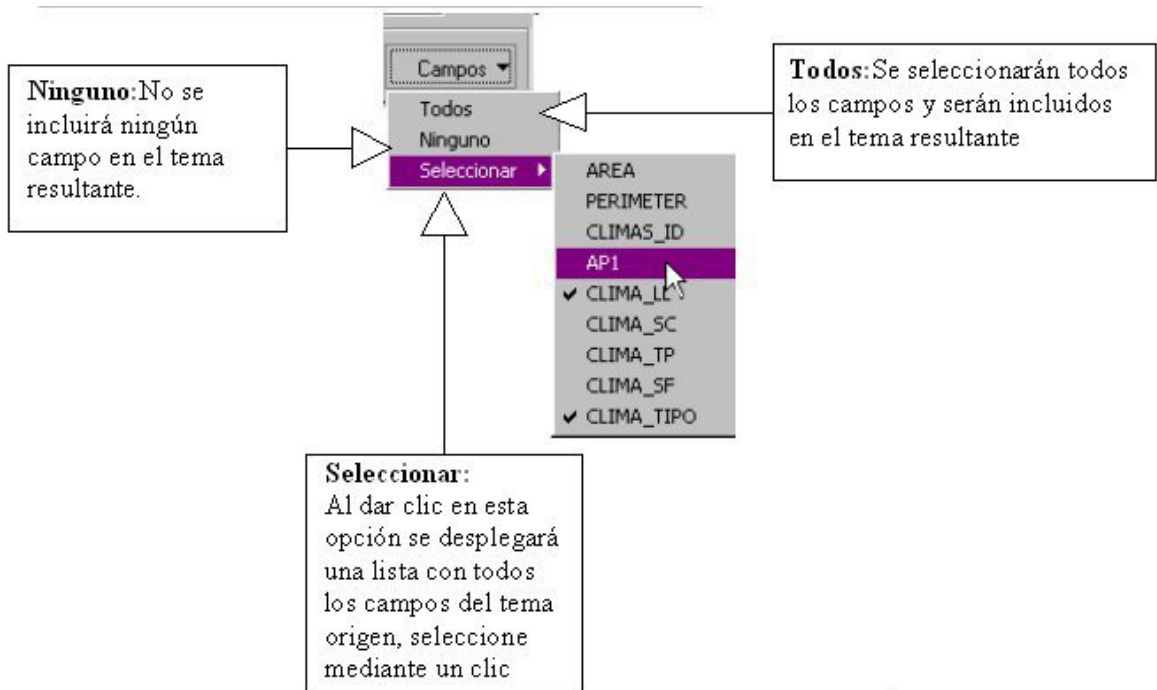 Campos
Todos
Ninguno
Seleccionar
Ninguno:No se
incluirá ningún
campo en el tema
resultante.
Todos:Se seleccionarán todos
los campos y serán incluidos
en el tema resultante
AREA
PERIMETER
CLIMAS_ID
AP1
CLIMA_LL
CLIMA_SC
CLIMA_TP
CLIMA_SF
CLIMA_TIPO
Seleccionar:
Al dar clic en esta
opción se desplegará
una lista con todos
los campos del tema
origen, seleccione
mediante un clic